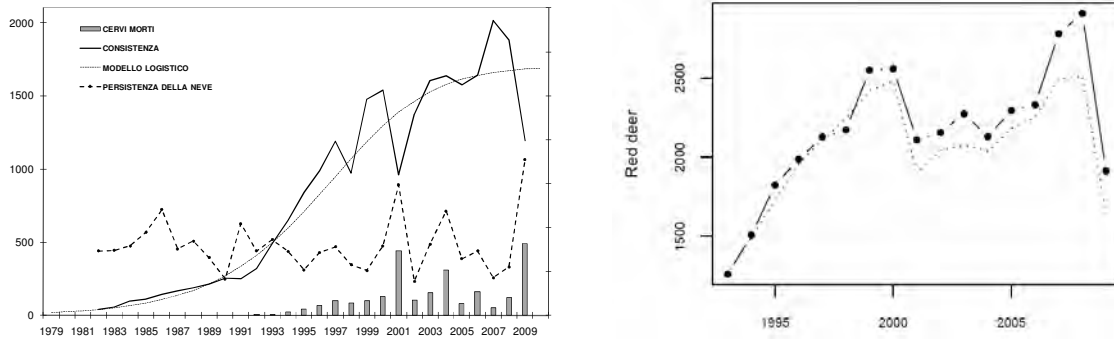 2000
1500
1000
500
0
CERVI MORTI
CONSISTENZA
MODELLO LOGISTICO
PERSISTENZA DELLA NEVE
1979 1981 1983 1985 1987 1989 1991 1993 1995 1997 1999 2001 2003 2005 2007 2009
Red deer
2500
2000
1500
1995 2000 2005